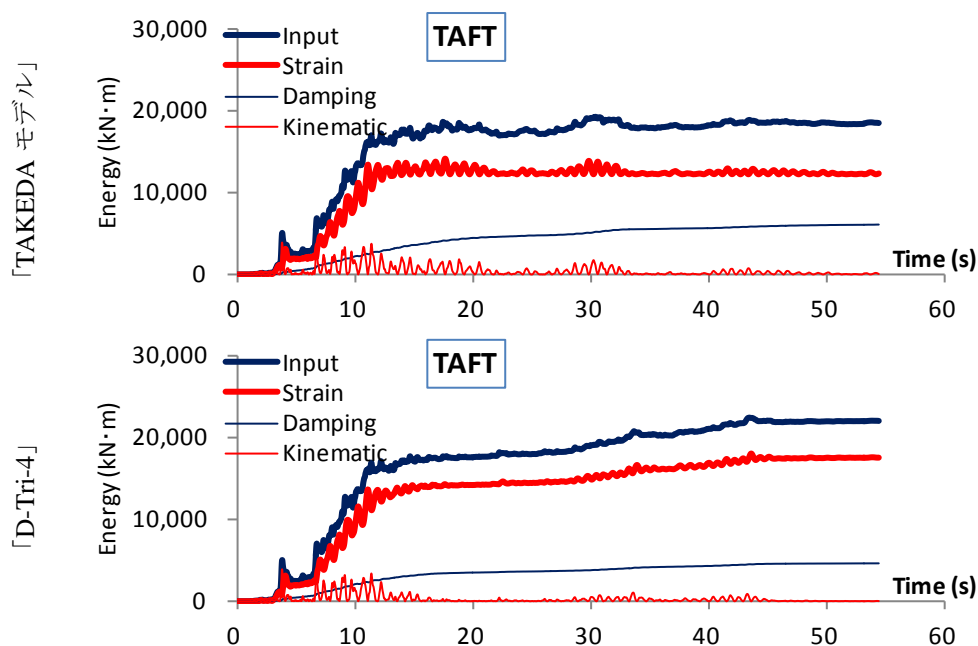 「TAKEDA モデル」
Energy (kN·m)
30,000
20,000
10,000
0
TAFT
Input
Strain
Damping
Kinematic
Time (s)
0 10 20 30 40 50 60
「D-Tri-4」
Energy (kN·m)
30,000
20,000
10,000
0
TAFT
Input
Strain
Damping
Kinematic
Time (s)
0 10 20 30 40 50 60